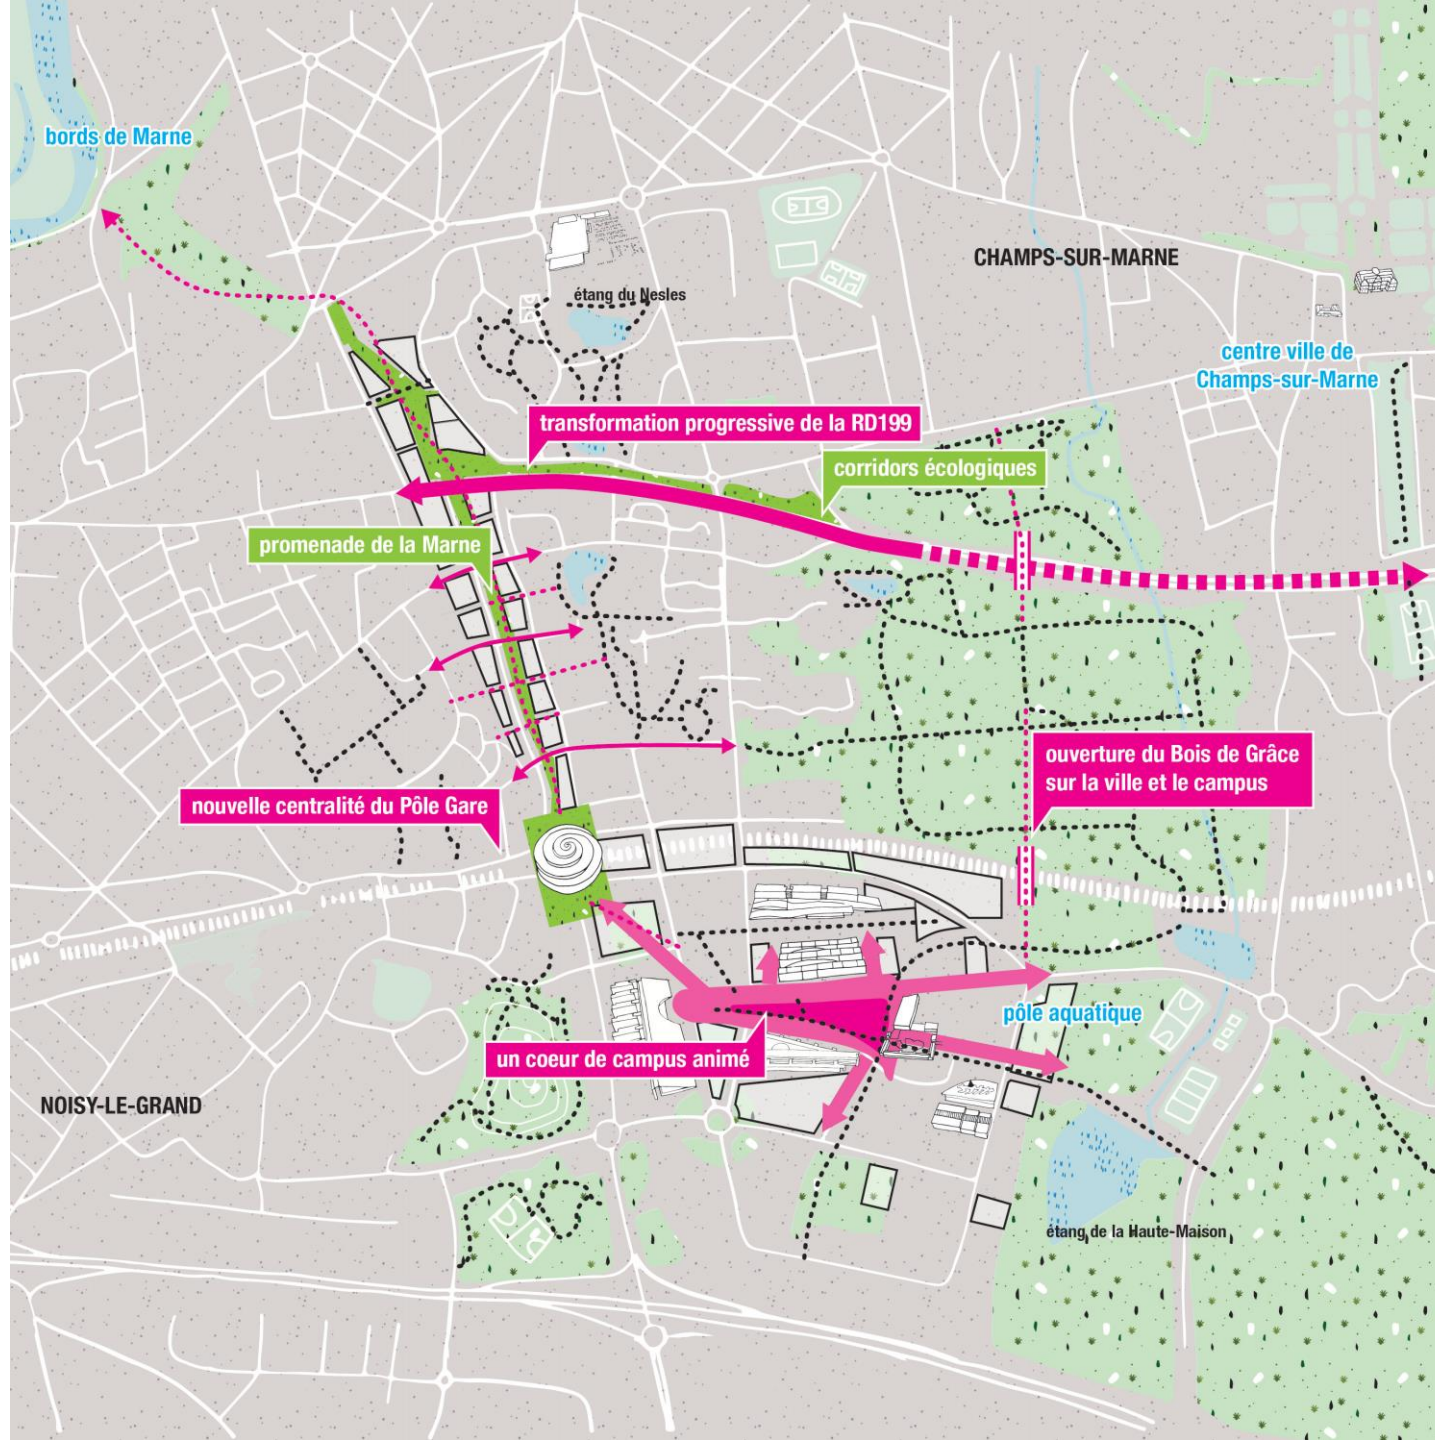 bords de Marne
CHAMPS-SUR-MARNE
étang du Nesles
centre ville de
Champs-sur-Marne
transformation progressive de la RD199
corridors écologiques
promenade de la Marne
ouverture du Bois de Grâce
sur la ville et le campus
nouvelle centralité du Pôle Gare
pôle aquatique
un coeur de campus animé
NOISY-LE-GRAND
étang de la Haute-Maison